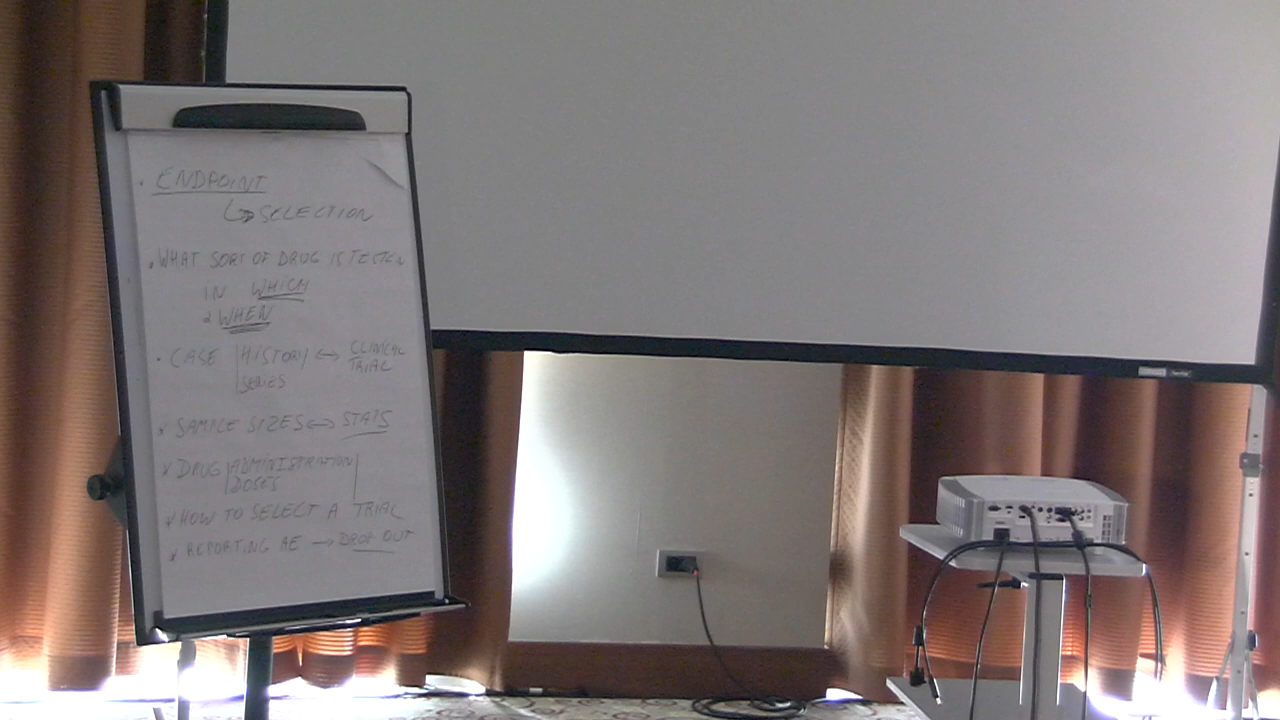 • ENDPOINT
↳ SELECTION
• WHAT SORT OF DRUG IS
IN WHICH
& WHEN
• CASE | HISTORY | ↔ CLINICAL TRIAL
| SERIES
* SAMPLE SIZES ↔ STATS
* DRUG | ADMINISTRATION |
DOSES
* HOW TO SELECT A TRIAL
* REPORTING AE → DROP OUT